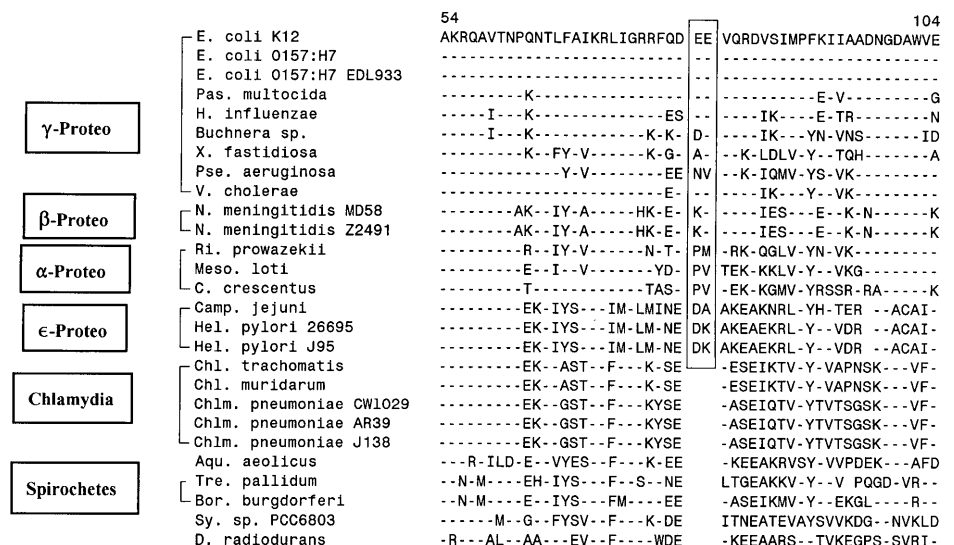 54 104
E. coli K12 AKRQAVTNPQNTLFAIKRLIGRRFQD EE VQRDVSIMPFKIIAADNGDAWVE
E. coli O157:H7 -------------------------- -- -----------------------
E. coli O157:H7 EDL933 -------------------------- -- -----------------------
Pas. multocida ---------K---------------- -- ------------E-V-------G
H. influenzae ------I--K-------------ES -- ----IK----E-TR-------N
Buchnera sp. ------I--K------------K-K- D- ----IK---YN-VNS------ID
X. fastidiosa ---------K--FY-V------K-G- A- --K-LDLV-Y--TQH-------A
Pse. aeruginosa -------------Y-V--------EE NV --K-IQMV-YS-VK---------
V. cholerae ------------------------E- -- ----IK---Y--VK---------
N. meningitidis MD58 --------AK--IY-A-----HK-E- K- ----IES---E--K-N------K
N. meningitidis Z2491 --------AK--IY-A-----HK-E- K- ----IES---E--K-N------K
Ri. prowazekii ---------R--IY-V------N-T- PM -RK-QGLV-YN-VK---------
Meso. loti ---------E--I--V-------YD- PV TEK-KKLV-Y--VKG--------
C. crescentus ---------T-------------TAS- PV -EK-KGMV-YRSSR-RA-----K
Camp. jejuni ---------EK-IYS---IM-LMINE DA AKEAKNRL-YH-TER --ACAI-
Hel. pylori 26695 ---------EK-IYS---IM-LM-NE DK AKEAEKRL-Y--VDR --ACAI-
Hel. pylori J95 ---------EK-IYS---IM-LM-NE DK AKEAEKRL-Y--VDR --ACAI-
Chl. trachomatis ---------EK--AST--F---K-SE -ESEIKTV-Y-VAPNSK---VF-
Chl. muridarum ---------EK--AST--F---K-SE -ESEIKTV-Y-VAPNSK---VF-
Chlm. pneumoniae CWlO29 ---------EK--GST--F---KYSE -ASEIQTV-YTVTSGSK---VF-
Chlm. pneumoniae AR39 ---------EK--GST--F---KYSE -ASEIQTV-YTVTSGSK---VF-
Chlm. pneumoniae J138 ---------EK--GST--F---KYSE -ASEIQTV-YTVTSGSK---VF-
Aqu. aeolicus ---R-ILD-E--VYES--F---K-EE -KEEAKRVSY-VVPDEK---AFD
Tre. pallidum --N-M----EH-IYS---F--S--NE LTGEAKKV-Y--V PQGD-VR--
Bor. burgdorferi --N-M----E--IYS---FM----EE -ASEIKMV-Y--EKGL---R--
Sy. sp. PCC6803 ------M--G--FYSV--F---K-DE ITNEATEVAYSVVKDG--NVKLD
D. radiodurans -R---AL--AA---EV--F----WDE -KEEAARS--TVKEGPS-SVRI-
γ-Proteo
β-Proteo
α-Proteo
ϵ-Proteo
Chlamydia
Spirochetes